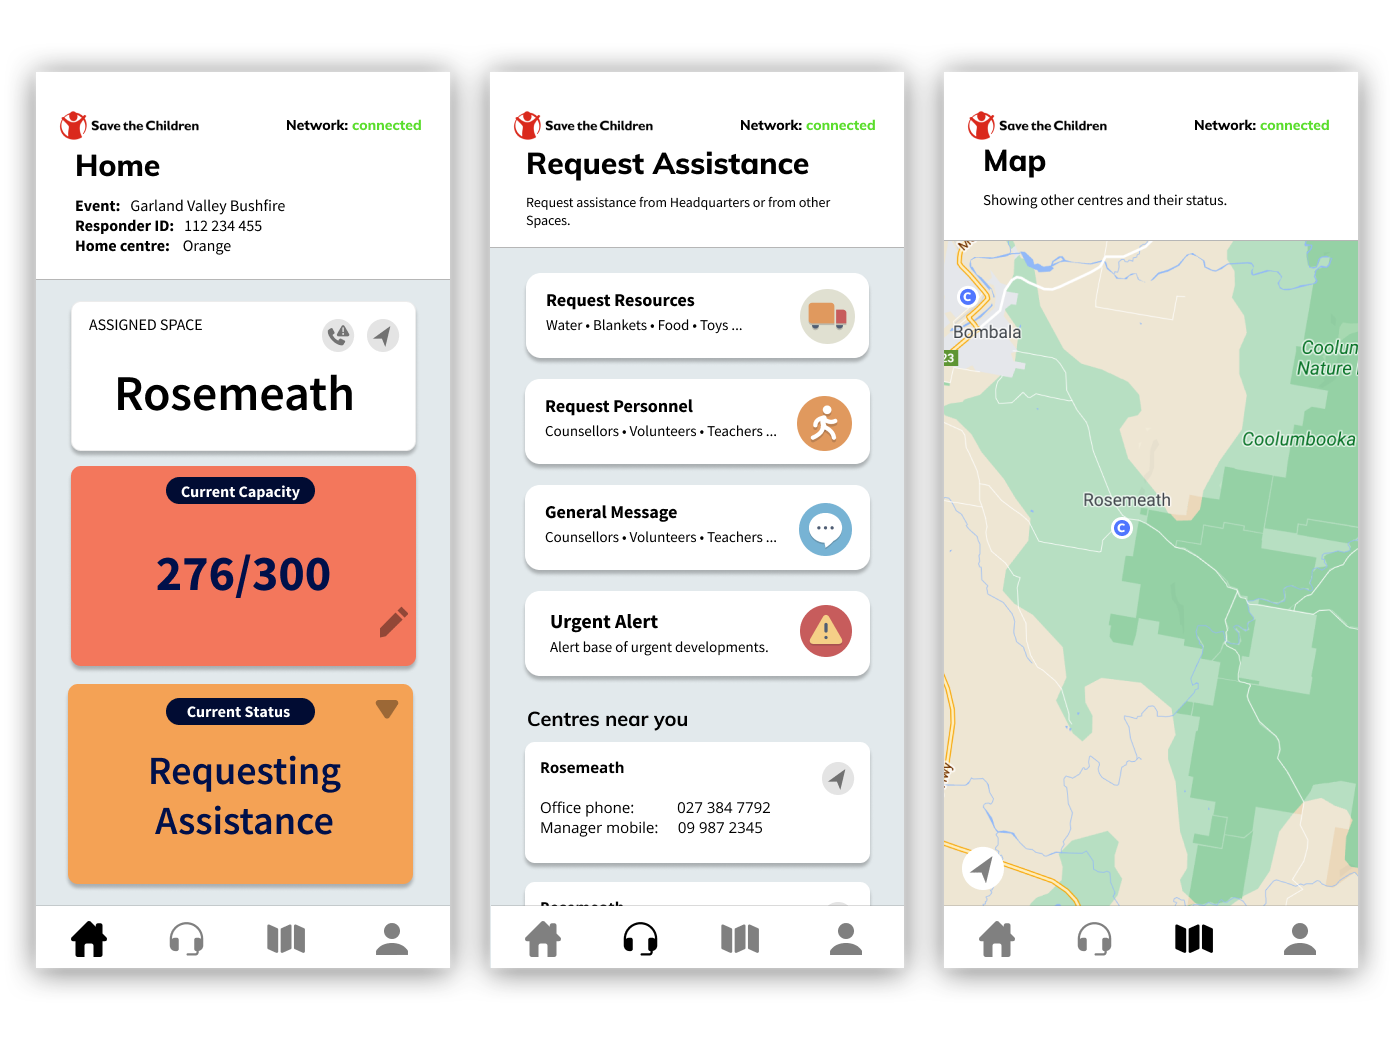 Save the Children
Network: connected
Home
Event: Garland Valley Bushfire
Responder ID: 112 234 455
Home centre: Orange
ASSIGNED SPACE
Rosemeath
Current Capacity
276/300
Current Status
Requesting
Assistance
Save the Children
Network: connected
Request Assistance
Request assistance from Headquarters or from other
Spaces.
Request Resources
Water • Blankets • Food • Toys ...
Request Personnel
Counsellors • Volunteers • Teachers ...
General Message
Counsellors • Volunteers • Teachers ...
Urgent Alert
Alert base of urgent developments.
Centres near you
Rosemeath
Office phone: 027 384 7792
Manager mobile: 09 987 2345
Rosemeath
Save the Children
Network: connected
Map
Showing other centres and their status.
C
Bombala
23
Coolum
Nature
Coolumbooka
Rosemeath
C